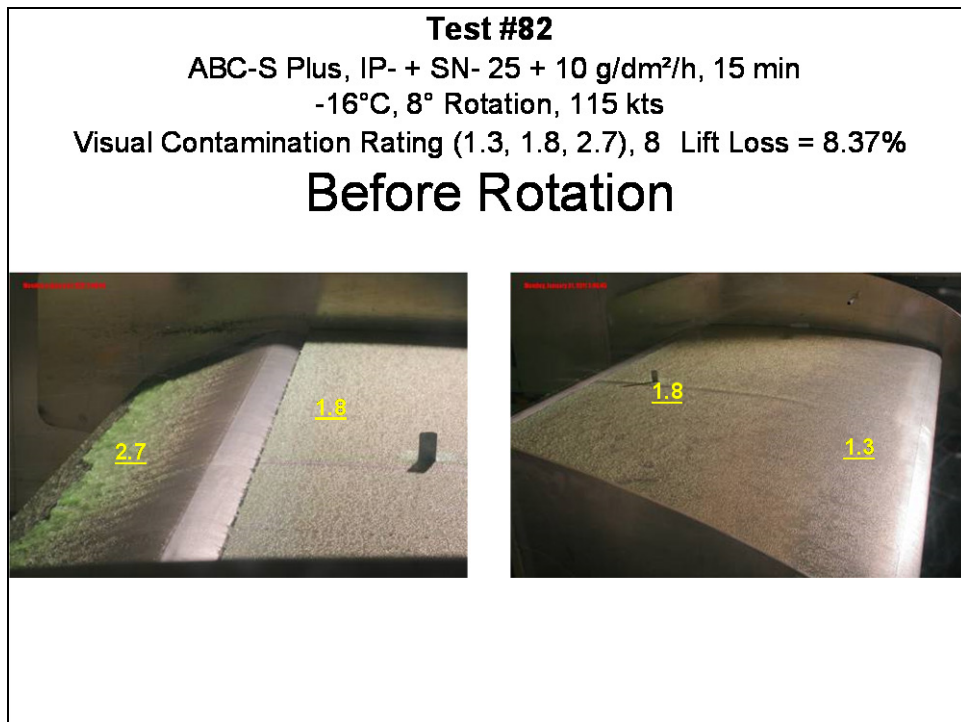 Test #82
ABC-S Plus, IP- + SN- 25 + 10 g/dm²/h, 15 min
-16°C, 8° Rotation, 115 kts
Visual Contamination Rating (1.3, 1.8, 2.7), 8 Lift Loss = 8.37%
Before Rotation
1.8
2.7
1.8
1.3